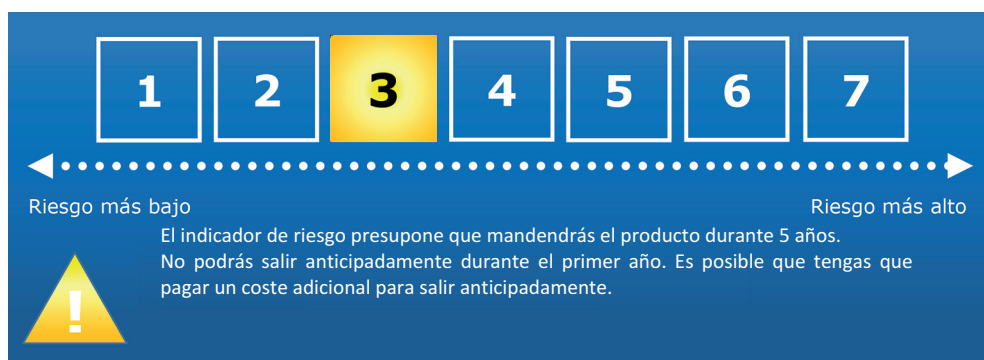 1 2 3 4 5 6 7
Riesgo más bajo Riesgo más alto
El indicador de riesgo presupone que mandendrás el producto durante 5 años.
No podrás salir anticipadamente durante el primer año. Es posible que tengas que
pagar un coste adicional para salir anticipadamente.
!